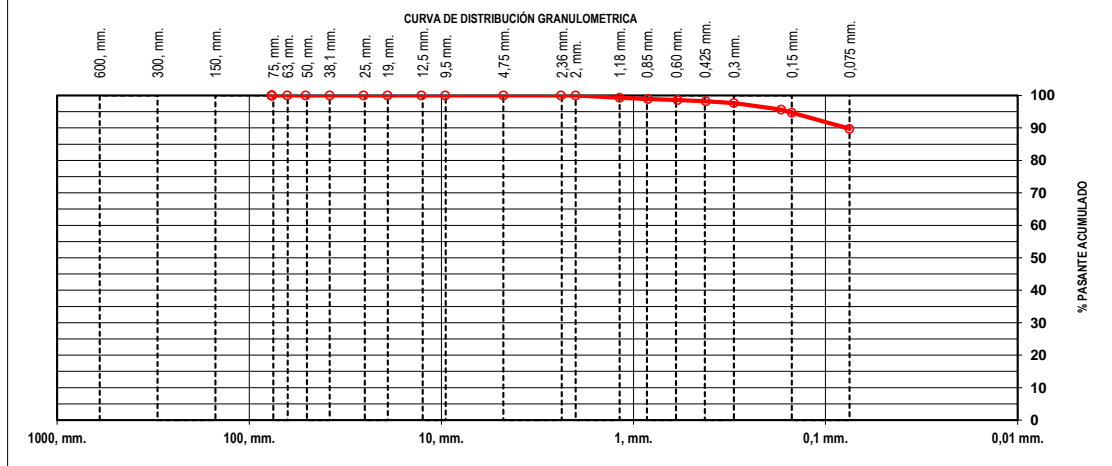 CURVA DE DISTRIBUCIÓN GRANULOMETRICA
600, mm.
300, mm.
150, mm.
75, mm.
63, mm.
50, mm.
38,1 mm.
25, mm.
19, mm.
12,5 mm.
9,5 mm.
4,75 mm.
2,36 mm.
2, mm.
1,18 mm.
0,85 mm.
0,60 mm.
0,425 mm.
0,3 mm.
0,15 mm.
0,075 mm.
100
90
80
70
60
50
40
30
20
10
0
% PASANTE ACUMULADO
1000, mm.
100, mm.
10, mm.
1, mm.
0,1 mm.
0,01 mm.